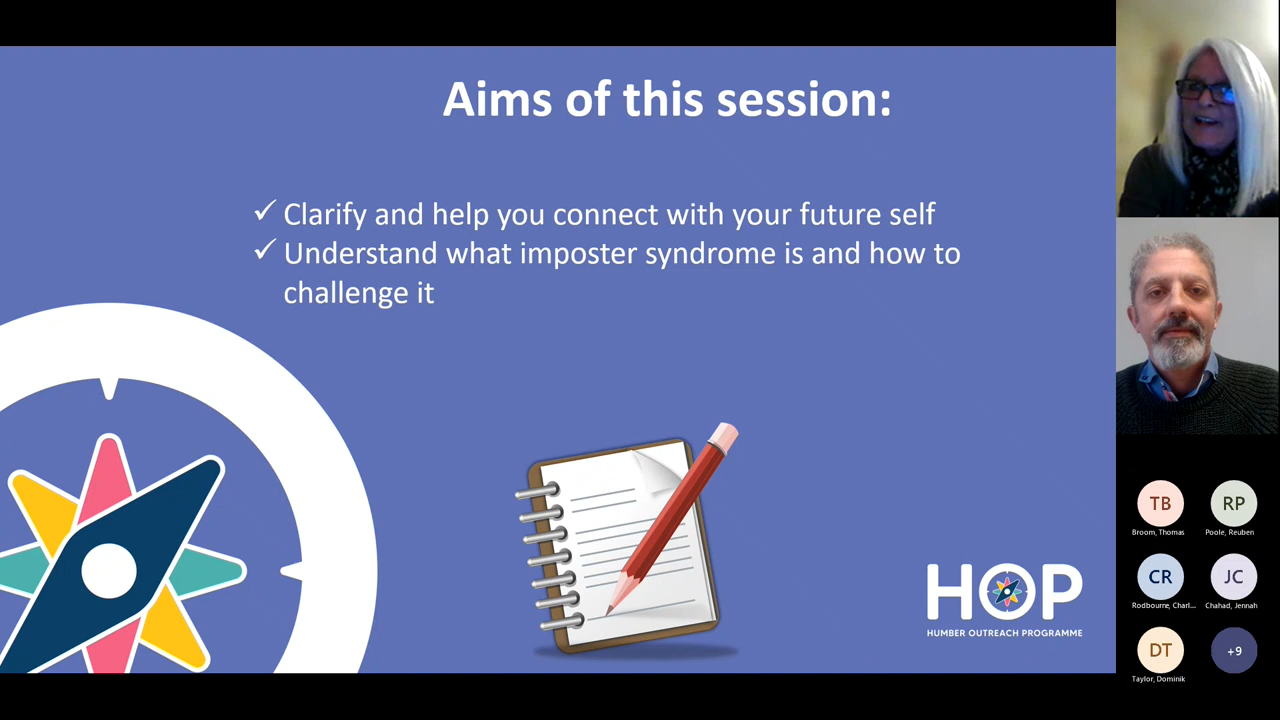 Aims of this session:
✓ Clarify and help you connect with your future self
✓ Understand what imposter syndrome is and how to
challenge it
HOP
HUMBER OUTREACH PROGRAMME
TB
RP
Broom, Thomas
Poole, Reuben
CR
JC
Rodbourne, Charl...
Chahad, Jennah
DT
+9
Taylor, Dominik